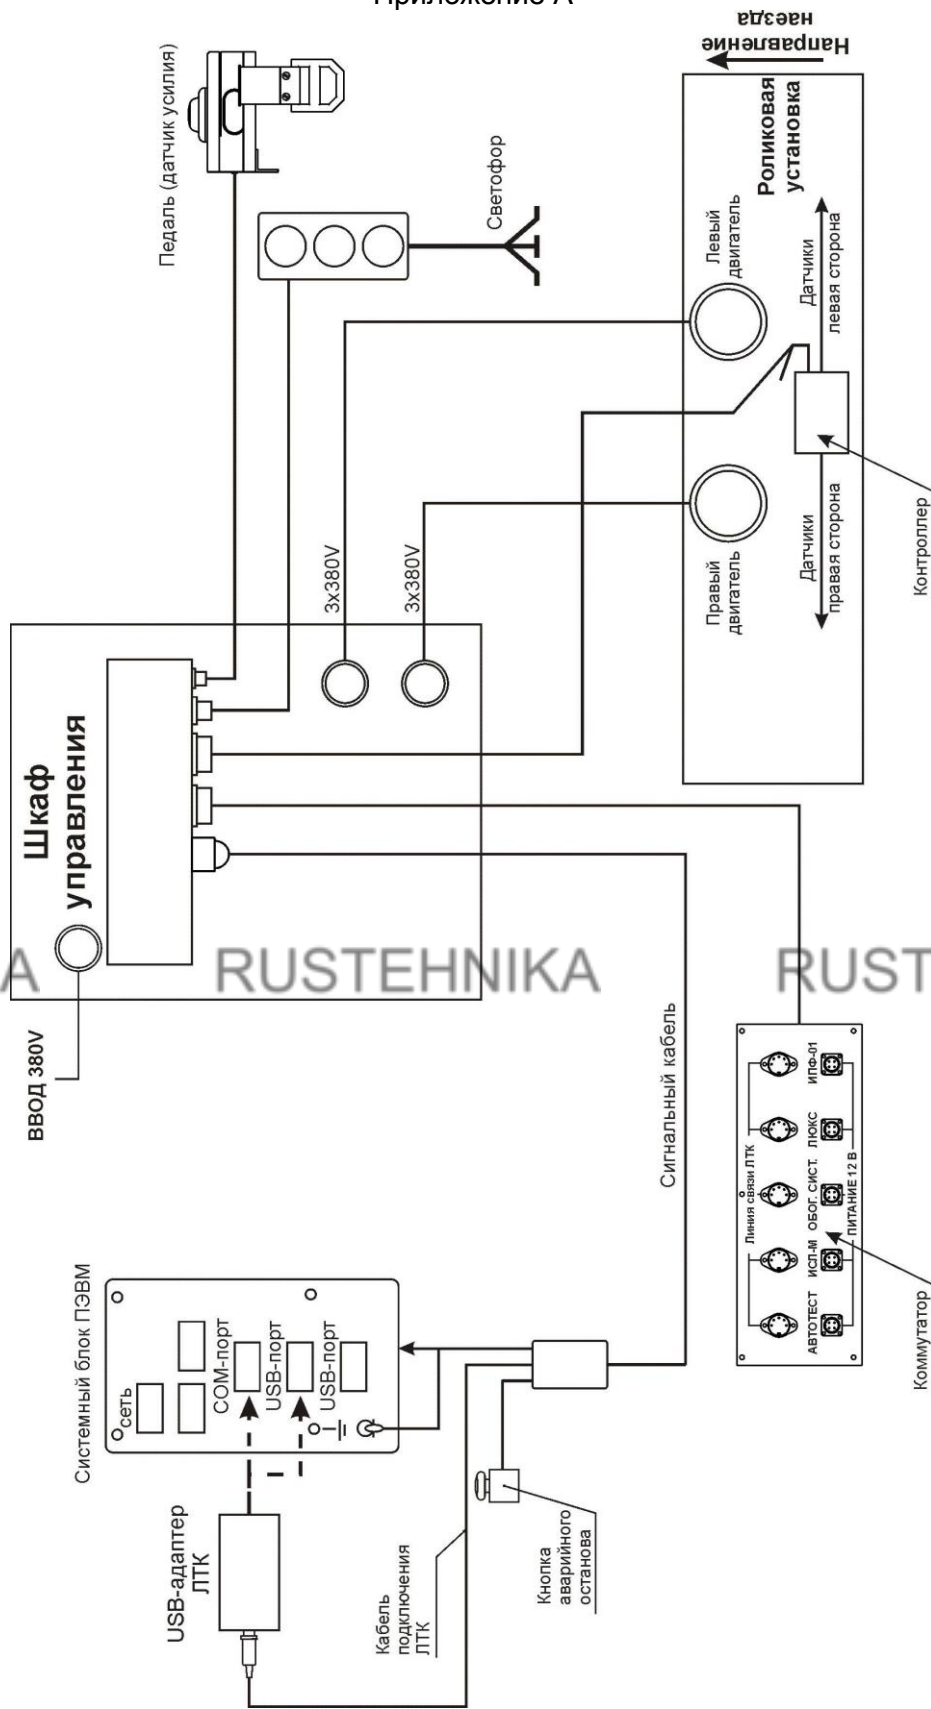 Приложение А
Направление
наезда
Педаль (датчик усилия)
Светофор
Роликовая
установка
Левый
двигатель
Датчики
левая сторона
Правый
двигатель
Датчики
правая сторона
Контроллер
3х380V
3х380V
Шкаф
управления
ВВОД 380V
A
RUSTEHNIKA
RUST
Сигнальный кабель
Линия связи ЛТК
АВТОТЕСТ
ИСЛ-М
ОБОГ. СИСТ.
ЛЮКС
ИПФ-01
ПИТАНИЕ 12 В
Коммутатор
Системный блок ПЭВМ
сеть
COM-порт
USB-порт
USB-порт
USB-адаптер
ЛТК
Кабель
подключения
ЛТК
Кнопка
аварийного
останова